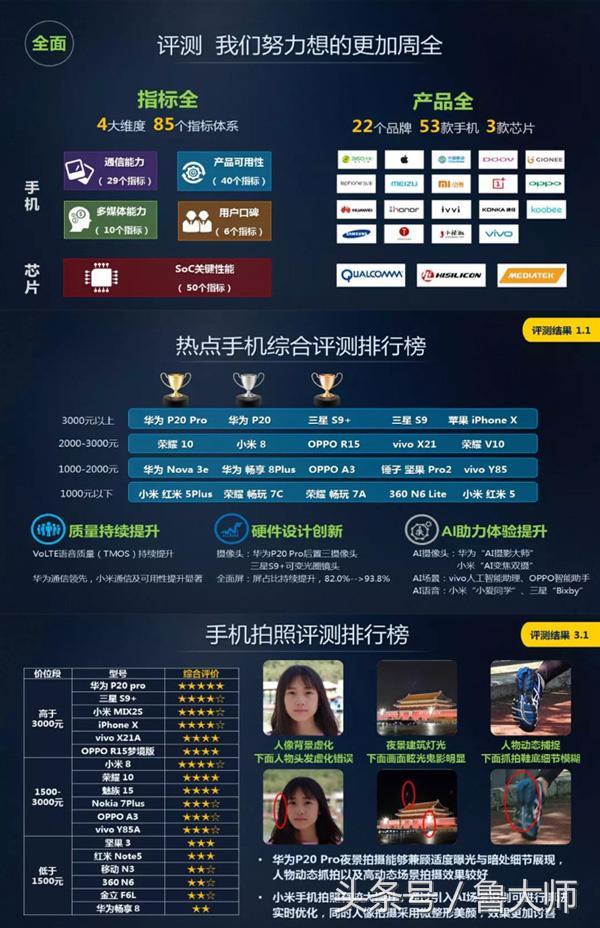 全面
评测 我们努力想的更加周全
指标全
4大维度 85个指标体系
产品全
22个品牌 53款手机 3款芯片
手机
通信能力
（29个指标）
产品可用性
（40个指标）
多媒体能力
（10个指标）
用户口碑
（6个指标）
DOOV
GIONEE
MEIZU
小米
oppo
HUAWEI
honor
ivvi
KONKA
koobee
SAMSUNG
vivo
芯片
SoC关键性能
（50个指标）
QUALCOMM
HISILICON
MEDIATEK
评测结果 1.1
热点手机综合评测排行榜
3000元以上 华为 P20 Pro 华为 P20 三星 S9+ 三星 S9 苹果 iPhone X
2000-3000元 荣耀 10 小米 8 OPPO R15 vivo X21 荣耀 V10
1000-2000元 华为 Nova 3e 华为 畅享 8Plus OPPO A3 锤子 坚果 Pro2 vivo Y85
1000元以下 小米 红米 5Plus 荣耀 畅玩 7C 荣耀 畅玩 7A 360 N6 Lite 小米 红米 5
质量持续提升
VoLTE语音质量（TMOS）持续提升
华为通信领先，小米通信及可用性提升显著
硬件设计创新
摄像头：华为P20 Pro后置三摄像头
三星S9+可变光圈镜头
全面屏：屏占比持续提升，82.0%-->93.8%
AI助力体验提升
AI摄像头：华为“AI摄影大师”
小米“AI变焦双摄”
AI场景：vivo人工智能助理、OPPO智能助手
AI语音：小米“小爱同学”、三星“Bixby”
手机拍照评测排行榜
评测结果 3.1
价位段 型号 综合评价
高于
3000元
华为 P20 pro ★★★★★
三星 S9+ ★★★★☆
小米 MIX2S ★★★★☆
iPhone X ★★★★☆
vivo X21A ★★★★
OPPO R15梦境版 ★★★★
1500-
3000元
小米 8 ★★★★☆
荣耀 10 ★★★★
魅族 15 ★★★★
Nokia 7Plus ★★★☆
OPPO A3 ★★★☆
vivo Y85A ★★★☆
低于
1500元
坚果 3 ★★★
红米 Note5 ★★★
移动 N3 ★★☆
360 N6 ★★☆
金立 F6L ★★☆
华为畅享 8 ★★
人像背景虚化
下面人物头发虚化错误
夜景建筑灯光
下面画面眩光鬼影明显
人物动态捕捉
下面抓拍鞋底细节模糊
• 华为P20 Pro夜景拍摄能够兼顾适度曝光与暗处细节展现，
人物动态抓拍以及高动态场景拍摄效果较好
• 小米手机拍照
实时优化，同时人像拍摄采用微整形美颜，效果更加讨喜
头条号 / 鲁大师